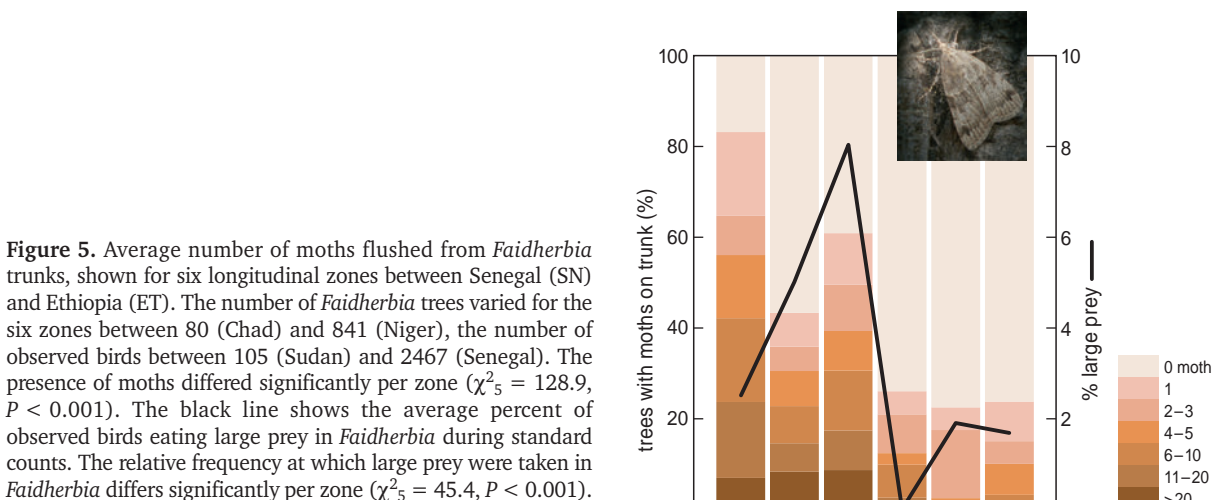 Figure 5. Average number of moths flushed from Faidherbia
trunks, shown for six longitudinal zones between Senegal (SN)
and Ethiopia (ET). The number of Faidherbia trees varied for the
six zones between 80 (Chad) and 841 (Niger), the number of
observed birds between 105 (Sudan) and 2467 (Senegal). The
presence of moths differed significantly per zone (χ²₅ = 128.9,
P < 0.001). The black line shows the average percent of
observed birds eating large prey in Faidherbia during standard
counts. The relative frequency at which large prey were taken in
Faidherbia differs significantly per zone (χ²₅ = 45.4, P < 0.001).
trees with moths on trunk (%)
100
80
60
40
20
10
8
6
4
2
% large prey
0 moth
1
2–3
4–5
6–10
11–20
>20